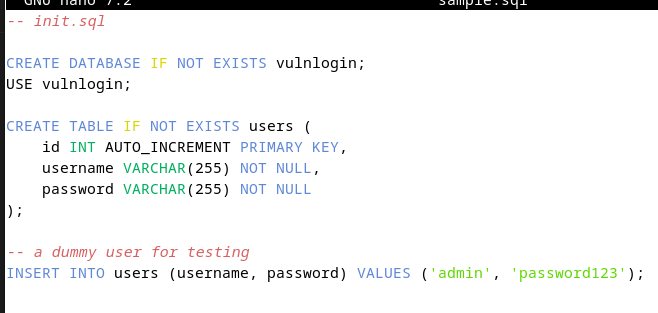 GNU nano 7.2 sample.sql
-- init.sql
CREATE DATABASE IF NOT EXISTS vulnlogin;
USE vulnlogin;
CREATE TABLE IF NOT EXISTS users (
    id INT AUTO_INCREMENT PRIMARY KEY,
    username VARCHAR(255) NOT NULL,
    password VARCHAR(255) NOT NULL
);
-- a dummy user for testing
INSERT INTO users (username, password) VALUES ('admin', 'password123');